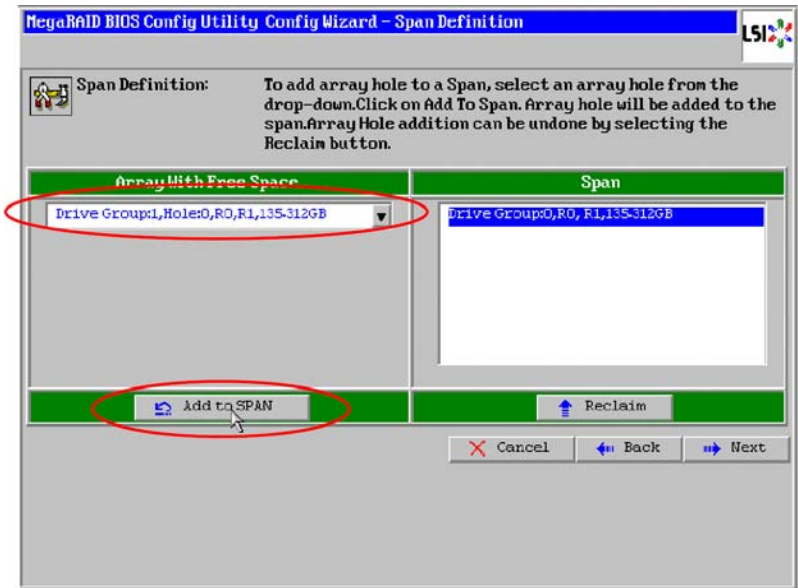 MegaRAID BIOS Config Utility Config Wizard - Span Definition
LSI
Span Definition:
To add array hole to a Span, select an array hole from the
drop-down.Click on Add To Span. Array hole will be added to the
span.Array Hole addition can be undone by selecting the
Reclaim button.
Array With Free Space
Span
Drive Group:1,Hole:0,R0,R1,135.312GB
Drive Group:0,R0, R1,135.312GB
Add to SPAN
Reclaim
Cancel
Back
Next